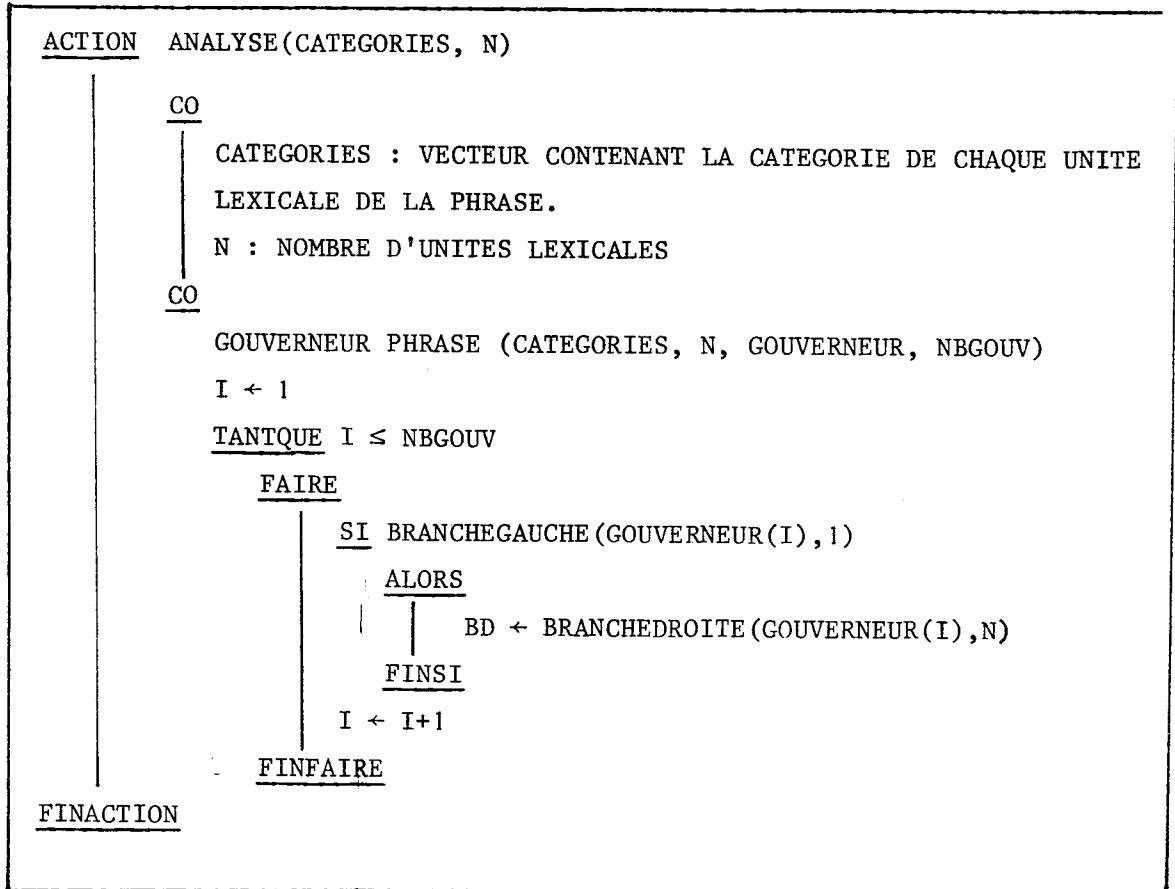 ACTION ANALYSE(CATEGORIES, N)
CO
CATEGORIES : VECTEUR CONTENANT LA CATEGORIE DE CHAQUE UNITE
LEXICALE DE LA PHRASE.
N : NOMBRE D'UNITES LEXICALES
CO
GOUVERNEUR PHRASE (CATEGORIES, N, GOUVERNEUR, NBGOUV)
I ← 1
TANTQUE I ≤ NBGOUV
FAIRE
SI BRANCHEGAUCHE(GOUVERNEUR(I),1)
ALORS
BD ← BRANCHEDROITE(GOUVERNEUR(I),N)
FINSI
I ← I+1
FINFAIRE
FINACTION